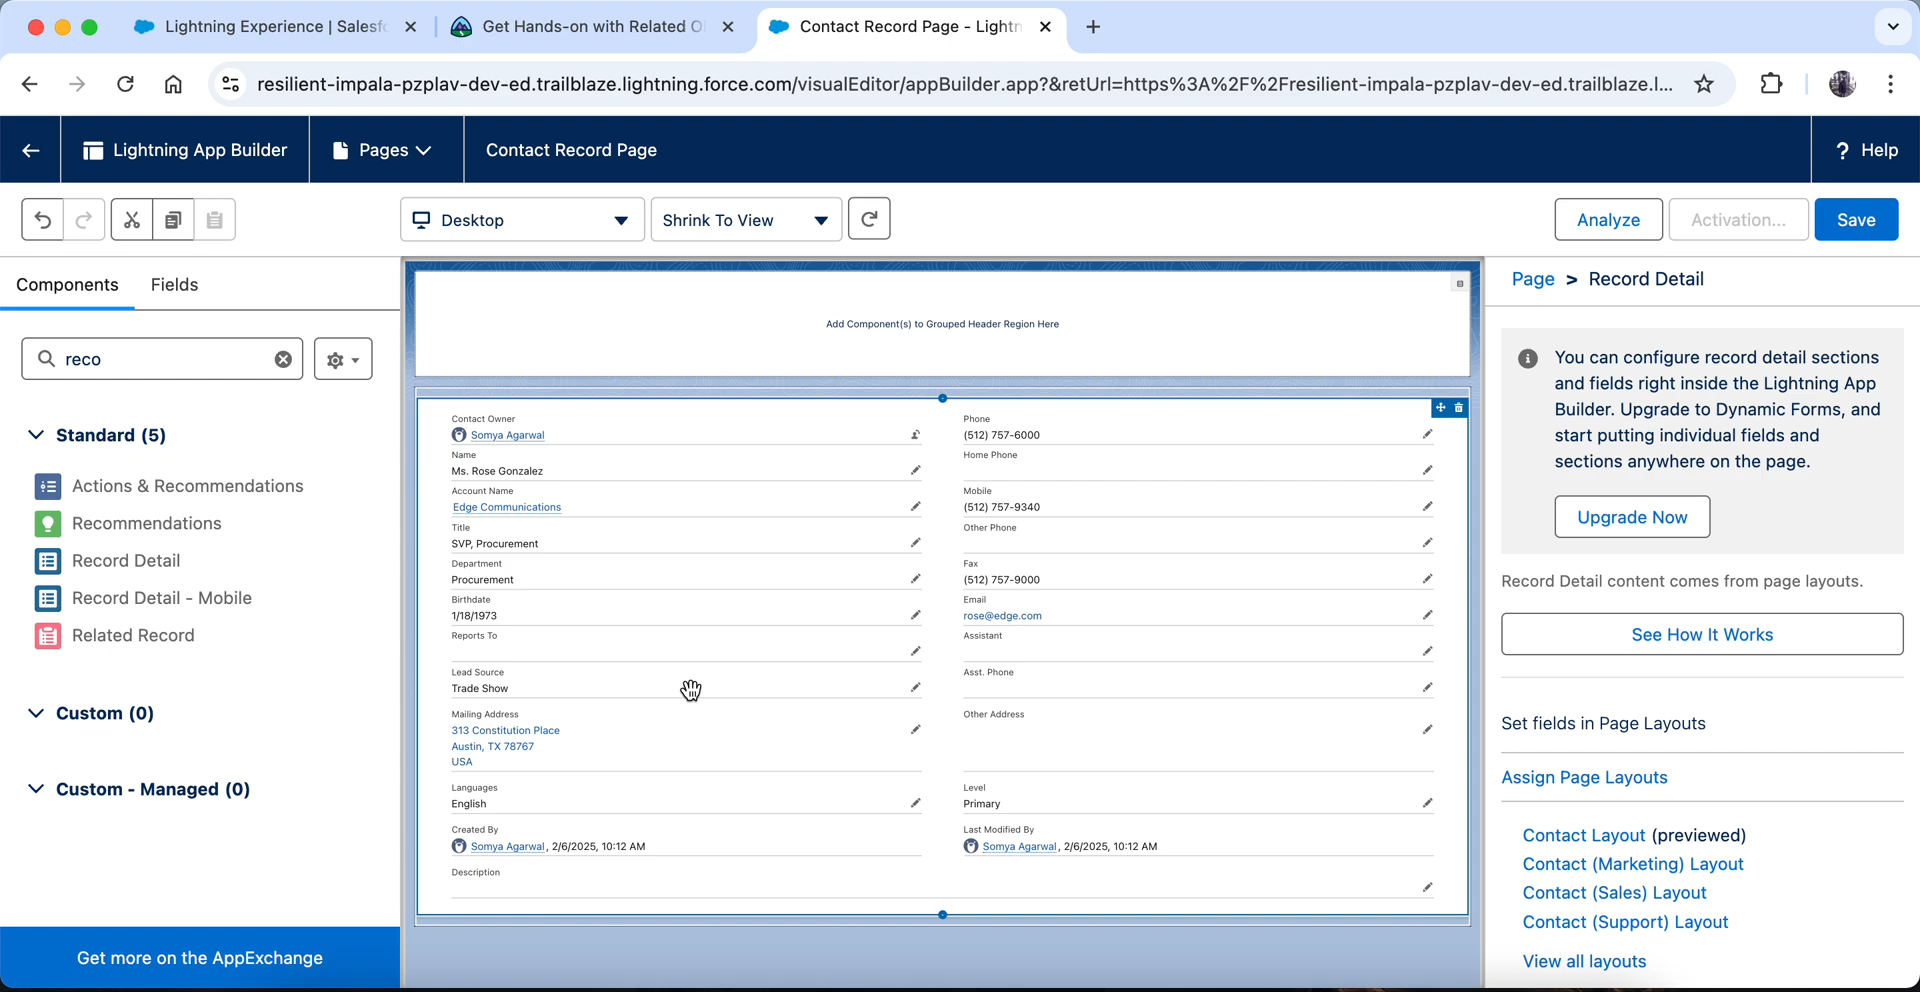 Lightning Experience | Salesf
Get Hands-on with Related O
Contact Record Page - Lightn
resilient-impala-pzplav-dev-ed.trailblaze.lightning.force.com/visualEditor/appBuilder.app?&retUrl=https%3A%2F%2Fresilient-impala-pzplav-dev-ed.trailblaze.l...
Lightning App Builder
Pages
Contact Record Page
? Help
Desktop
Shrink To View
Analyze
Activation...
Save
Components
Fields
reco
Standard (5)
Actions & Recommendations
Recommendations
Record Detail
Record Detail - Mobile
Related Record
Custom (0)
Custom - Managed (0)
Get more on the AppExchange
Add Component(s) to Grouped Header Region Here
Contact Owner
Somya Agarwal
Phone
(512) 757-6000
Name
Ms. Rose Gonzalez
Home Phone
Account Name
Edge Communications
Mobile
(512) 757-9340
Title
SVP, Procurement
Other Phone
Department
Procurement
Fax
(512) 757-9000
Birthdate
1/18/1973
Email
rose@edge.com
Reports To
Assistant
Lead Source
Trade Show
Asst. Phone
Mailing Address
313 Constitution Place
Austin, TX 78767
USA
Other Address
Languages
English
Level
Primary
Created By
Somya Agarwal, 2/6/2025, 10:12 AM
Last Modified By
Somya Agarwal, 2/6/2025, 10:12 AM
Description
Page > Record Detail
You can configure record detail sections
and fields right inside the Lightning App
Builder. Upgrade to Dynamic Forms, and
start putting individual fields and
sections anywhere on the page.
Upgrade Now
Record Detail content comes from page layouts.
See How It Works
Set fields in Page Layouts
Assign Page Layouts
Contact Layout (previewed)
Contact (Marketing) Layout
Contact (Sales) Layout
Contact (Support) Layout
View all layouts